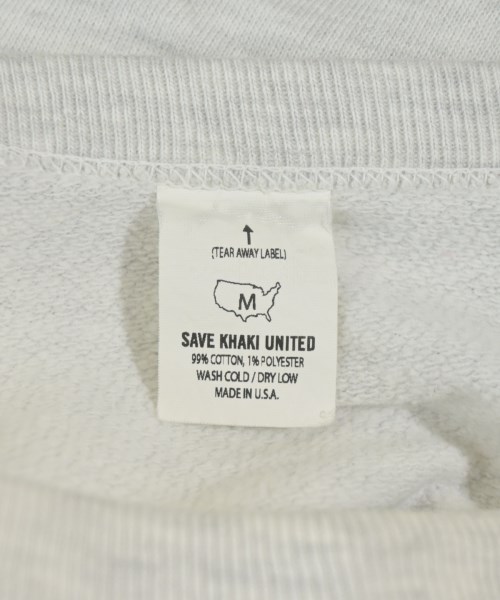 (TEAR AWAY LABEL)
M
SAVE KHAKI UNITED
99% COTTON, 1% POLYESTER
WASH COLD / DRY LOW
MADE IN U.S.A.